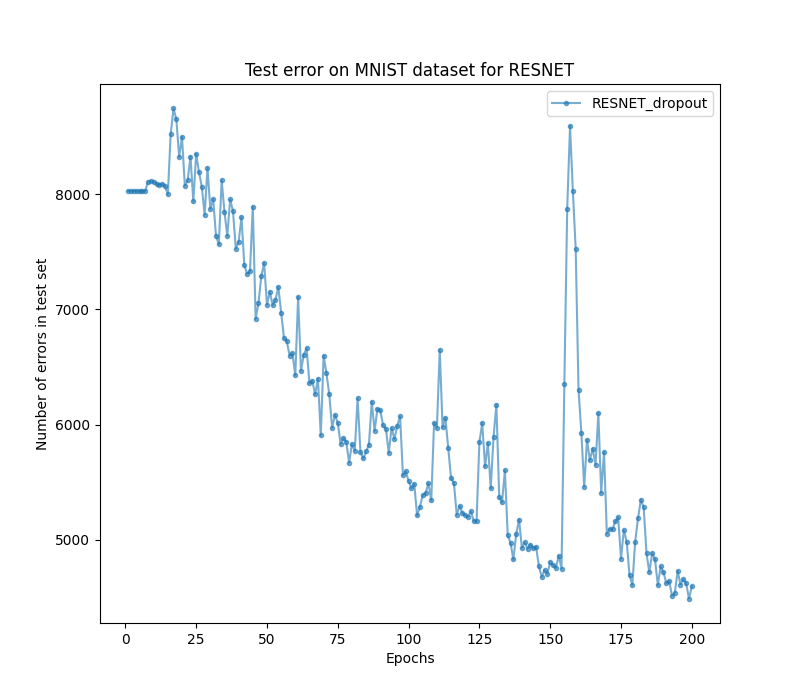 Test error on MNIST dataset for RESNET
RESNET_dropout
8000
7000
6000
5000
Number of errors in test set
0 25 50 75 100 125 150 175 200
Epochs